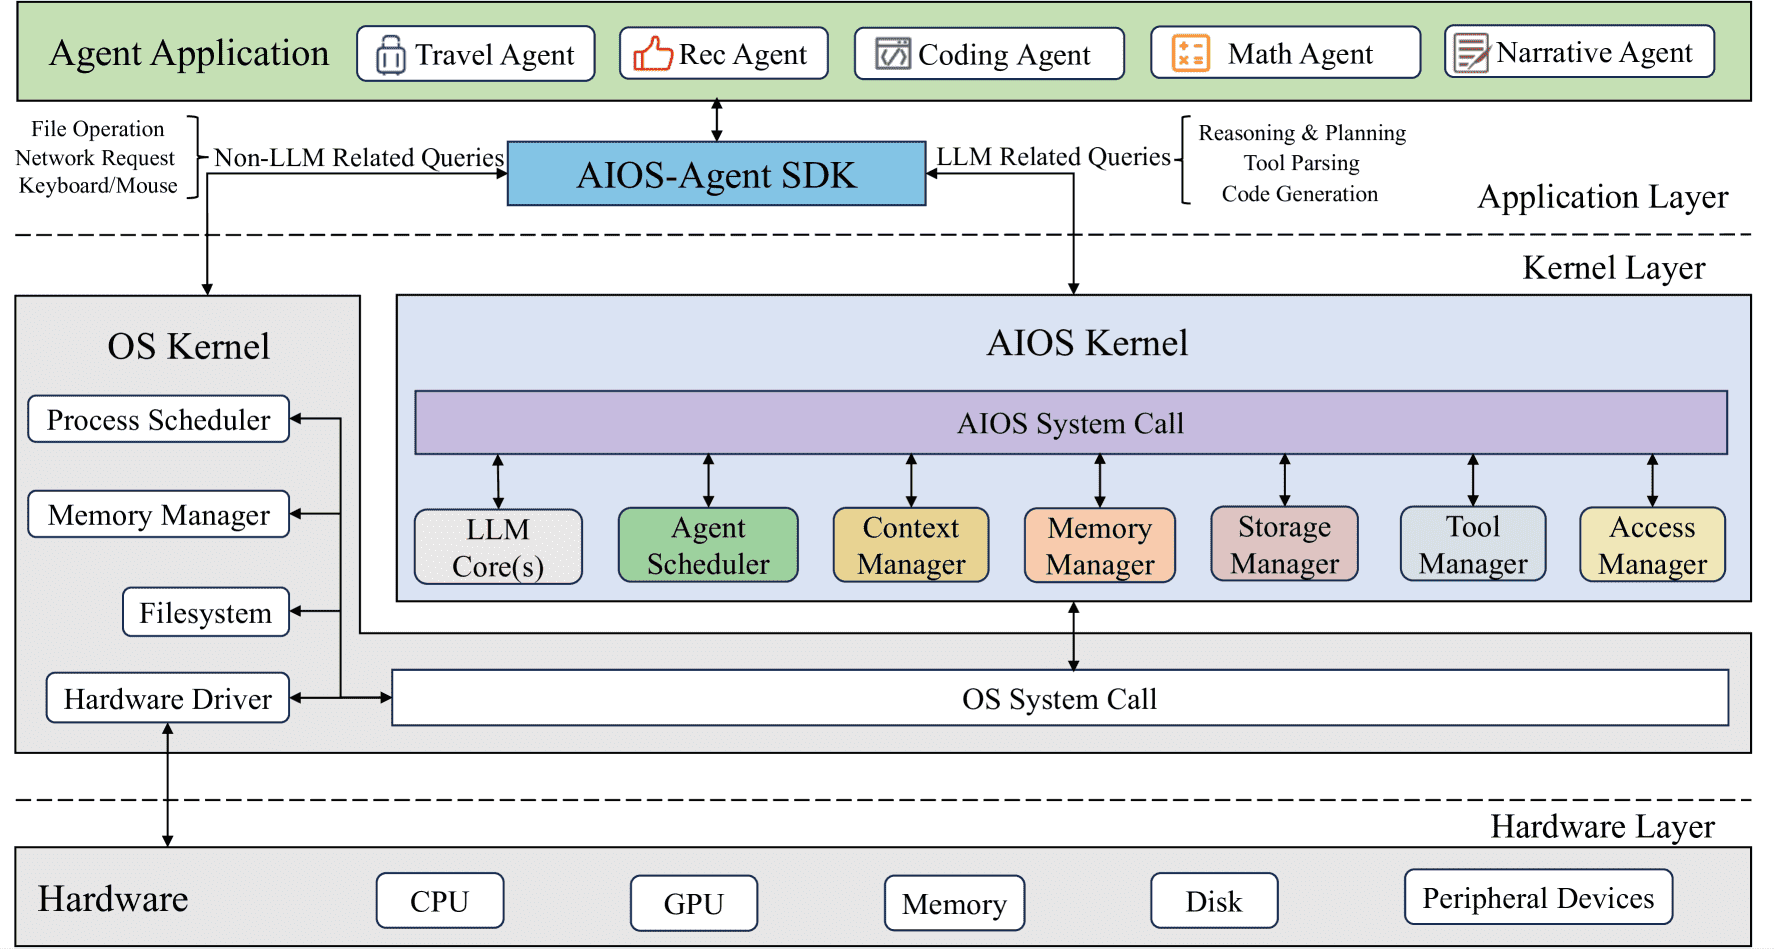 Agent Application
Travel Agent
Rec Agent
Coding Agent
Math Agent
Narrative Agent
File Operation
Network Request
Keyboard/Mouse
Non-LLM Related Queries
AIOS-Agent SDK
LLM Related Queries
Reasoning & Planning
Tool Parsing
Code Generation
Application Layer
Kernel Layer
OS Kernel
Process Scheduler
Memory Manager
Filesystem
Hardware Driver
AIOS Kernel
AIOS System Call
LLM
Core(s)
Agent
Scheduler
Context
Manager
Memory
Manager
Storage
Manager
Tool
Manager
Access
Manager
OS System Call
Hardware Layer
Hardware
CPU
GPU
Memory
Disk
Peripheral Devices